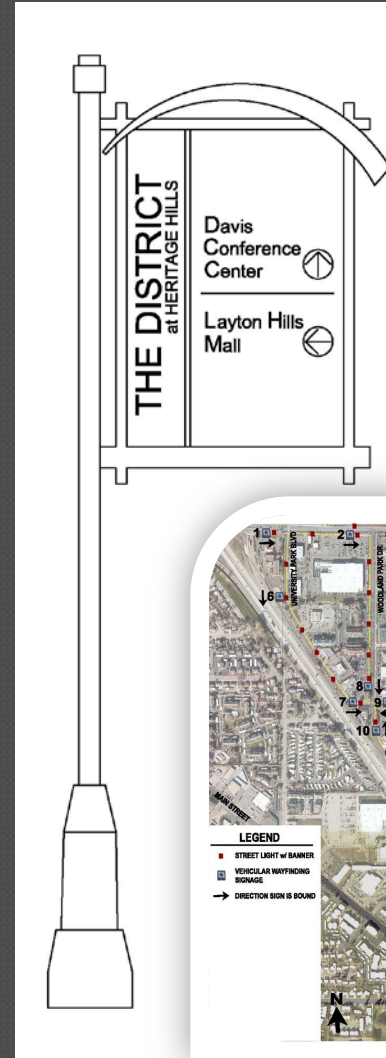 THE DISTRICT
at HERITAGE HILLS
Davis
Conference
Center
Layton Hills
Mall
1
UNIVERSITY PARK BLVD
2
WOODLAND PARK DR.
6
8
7
9
10
MAIN STREET
LEGEND
STREET LIGHT w/ BANNER
VEHICULAR WAYFINDING
SIGNAGE
DIRECTION SIGN IS BOUND
N